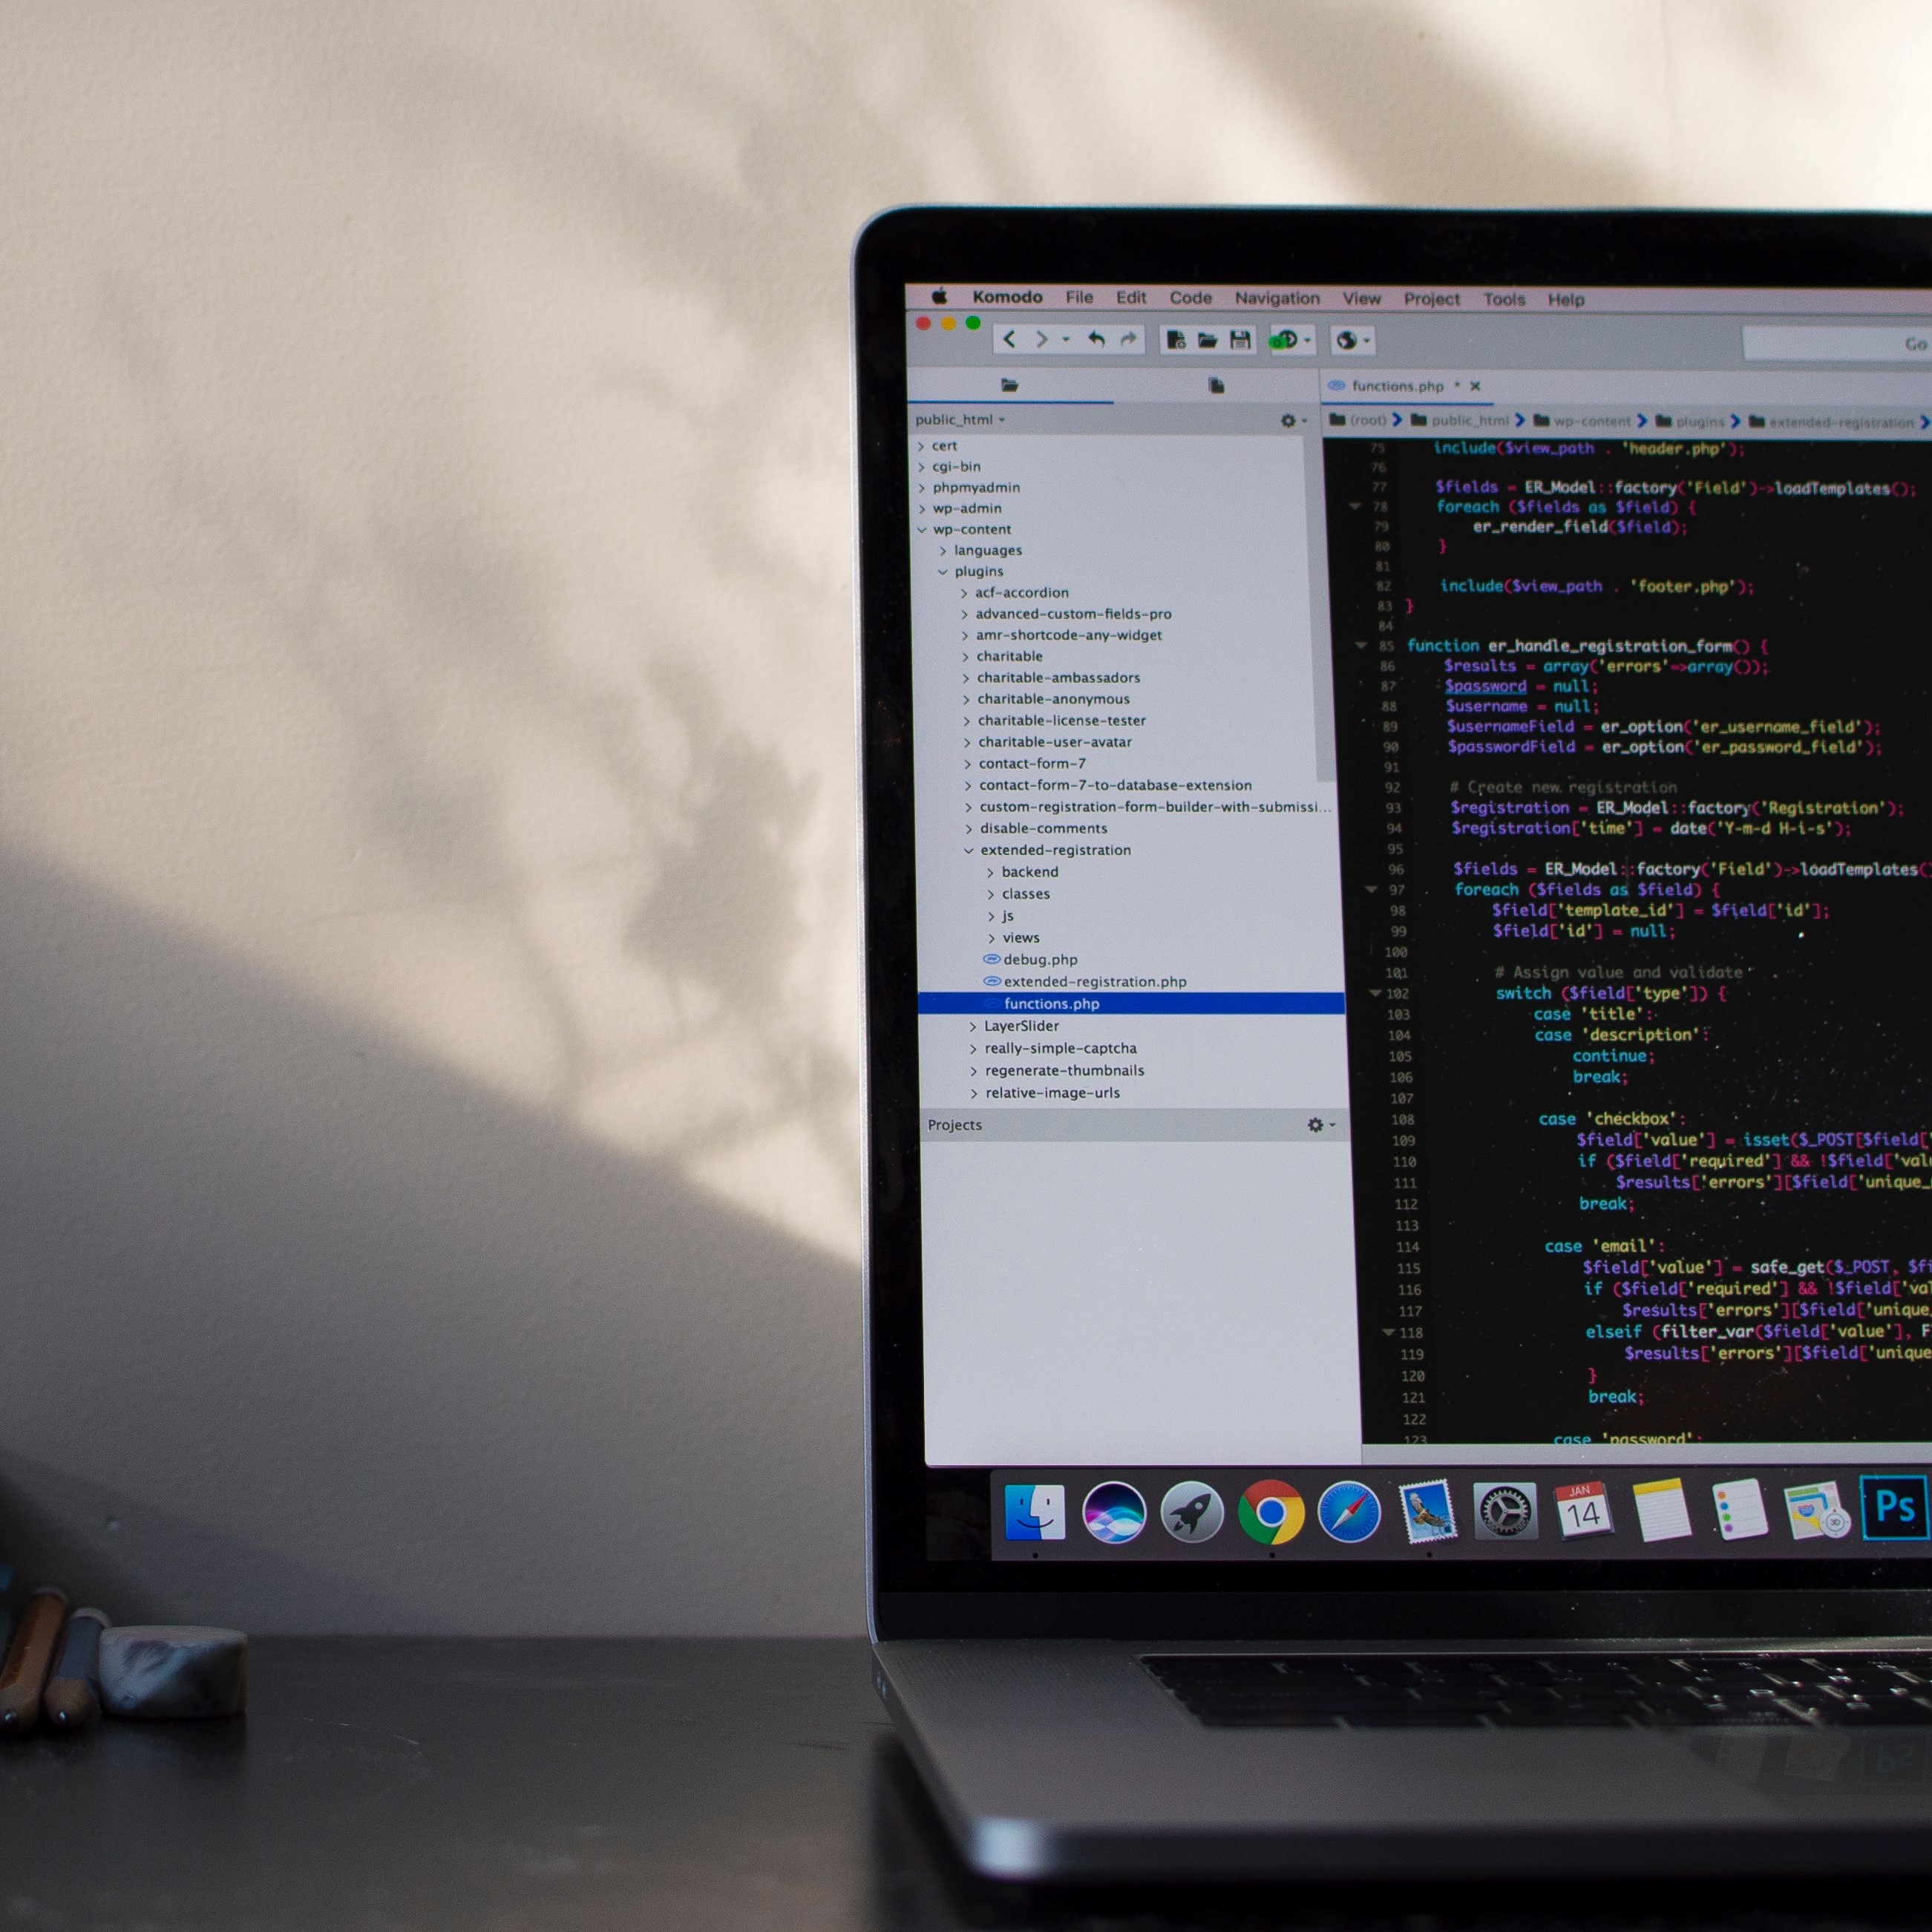 Komodo File Edit Code Navigation View Project Tools Help
Go
functions.php * ×
public_html
(root) public_html wp-content plugins extended-registration
cert
cgi-bin
phpmyadmin
wp-admin
wp-content
languages
plugins
acf-accordion
advanced-custom-fields-pro
amr-shortcode-any-widget
charitable
charitable-ambassadors
charitable-anonymous
charitable-license-tester
charitable-user-avatar
contact-form-7
contact-form-7-to-database-extension
custom-registration-form-builder-with-submissi...
disable-comments
extended-registration
backend
classes
js
views
debug.php
extended-registration.php
functions.php
LayerSlider
really-simple-captcha
regenerate-thumbnails
relative-image-urls
Projects
75 include($view_path . 'header.php');
76
77 $fields = ER_Model::factory('Field')->loadTemplates();
78 foreach ($fields as $field) {
79 er_render_field($field);
80 }
81
82 include($view_path . 'footer.php');
83 }
84
85 function er_handle_registration_form() {
86 $results = array('errors'=>array());
87 $password = null;
88 $username = null;
89 $usernameField = er_option('er_username_field');
90 $passwordField = er_option('er_password_field');
91
92 # Create new registration
93 $registration = ER_Model::factory('Registration');
94 $registration['time'] = date('Y-m-d H-i-s');
95
96 $fields = ER_Model::factory('Field')->loadTemplates()
97 foreach ($fields as $field) {
98 $field['template_id'] = $field['id'];
99 $field['id'] = null;
100
101 # Assign value and validate
102 switch ($field['type']) {
103 case 'title':
104 case 'description':
105 continue;
106 break;
107
108 case 'checkbox':
109 $field['value'] = isset($_POST[$field['
110 if ($field['required'] && !$field['val
111 $results['errors'][$field['unique_
112 break;
113
114 case 'email':
115 $field['value'] = safe_get($_POST, $fi
116 if ($field['required'] && !$field['val
117 $results['errors'][$field['unique_
118 elseif (filter_var($field['value'], F
119 $results['errors'][$field['unique
120 }
121 break;
122
123 case 'password':
JAN
14
3D
Ps